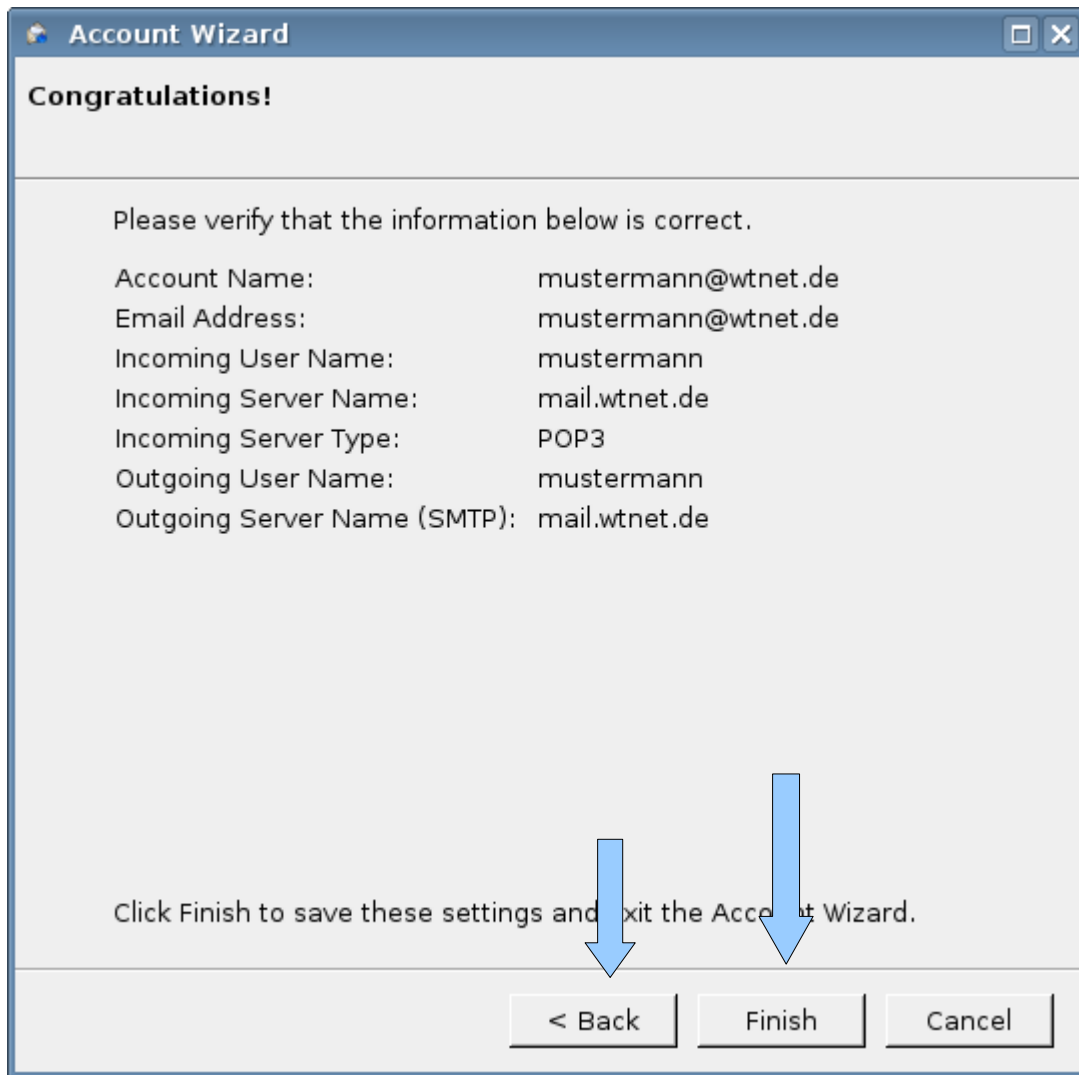 Account Wizard
Congratulations!
Please verify that the information below is correct.
Account Name: mustermann@wtnet.de
Email Address: mustermann@wtnet.de
Incoming User Name: mustermann
Incoming Server Name: mail.wtnet.de
Incoming Server Type: POP3
Outgoing User Name: mustermann
Outgoing Server Name (SMTP): mail.wtnet.de
Click Finish to save these settings and exit the Account Wizard.
< Back Finish Cancel